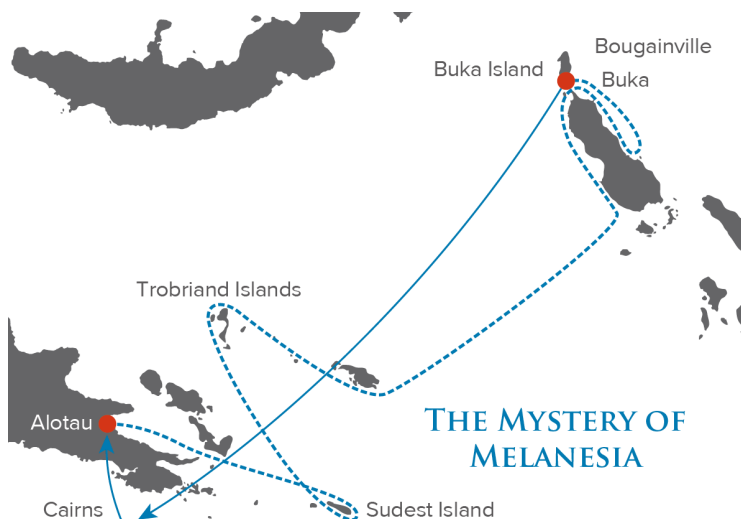 Bougainville
Buka Island
Buka
Trobriand Islands
Alotau
THE MYSTERY OF
MELANESIA
Cairns
Sudest Island